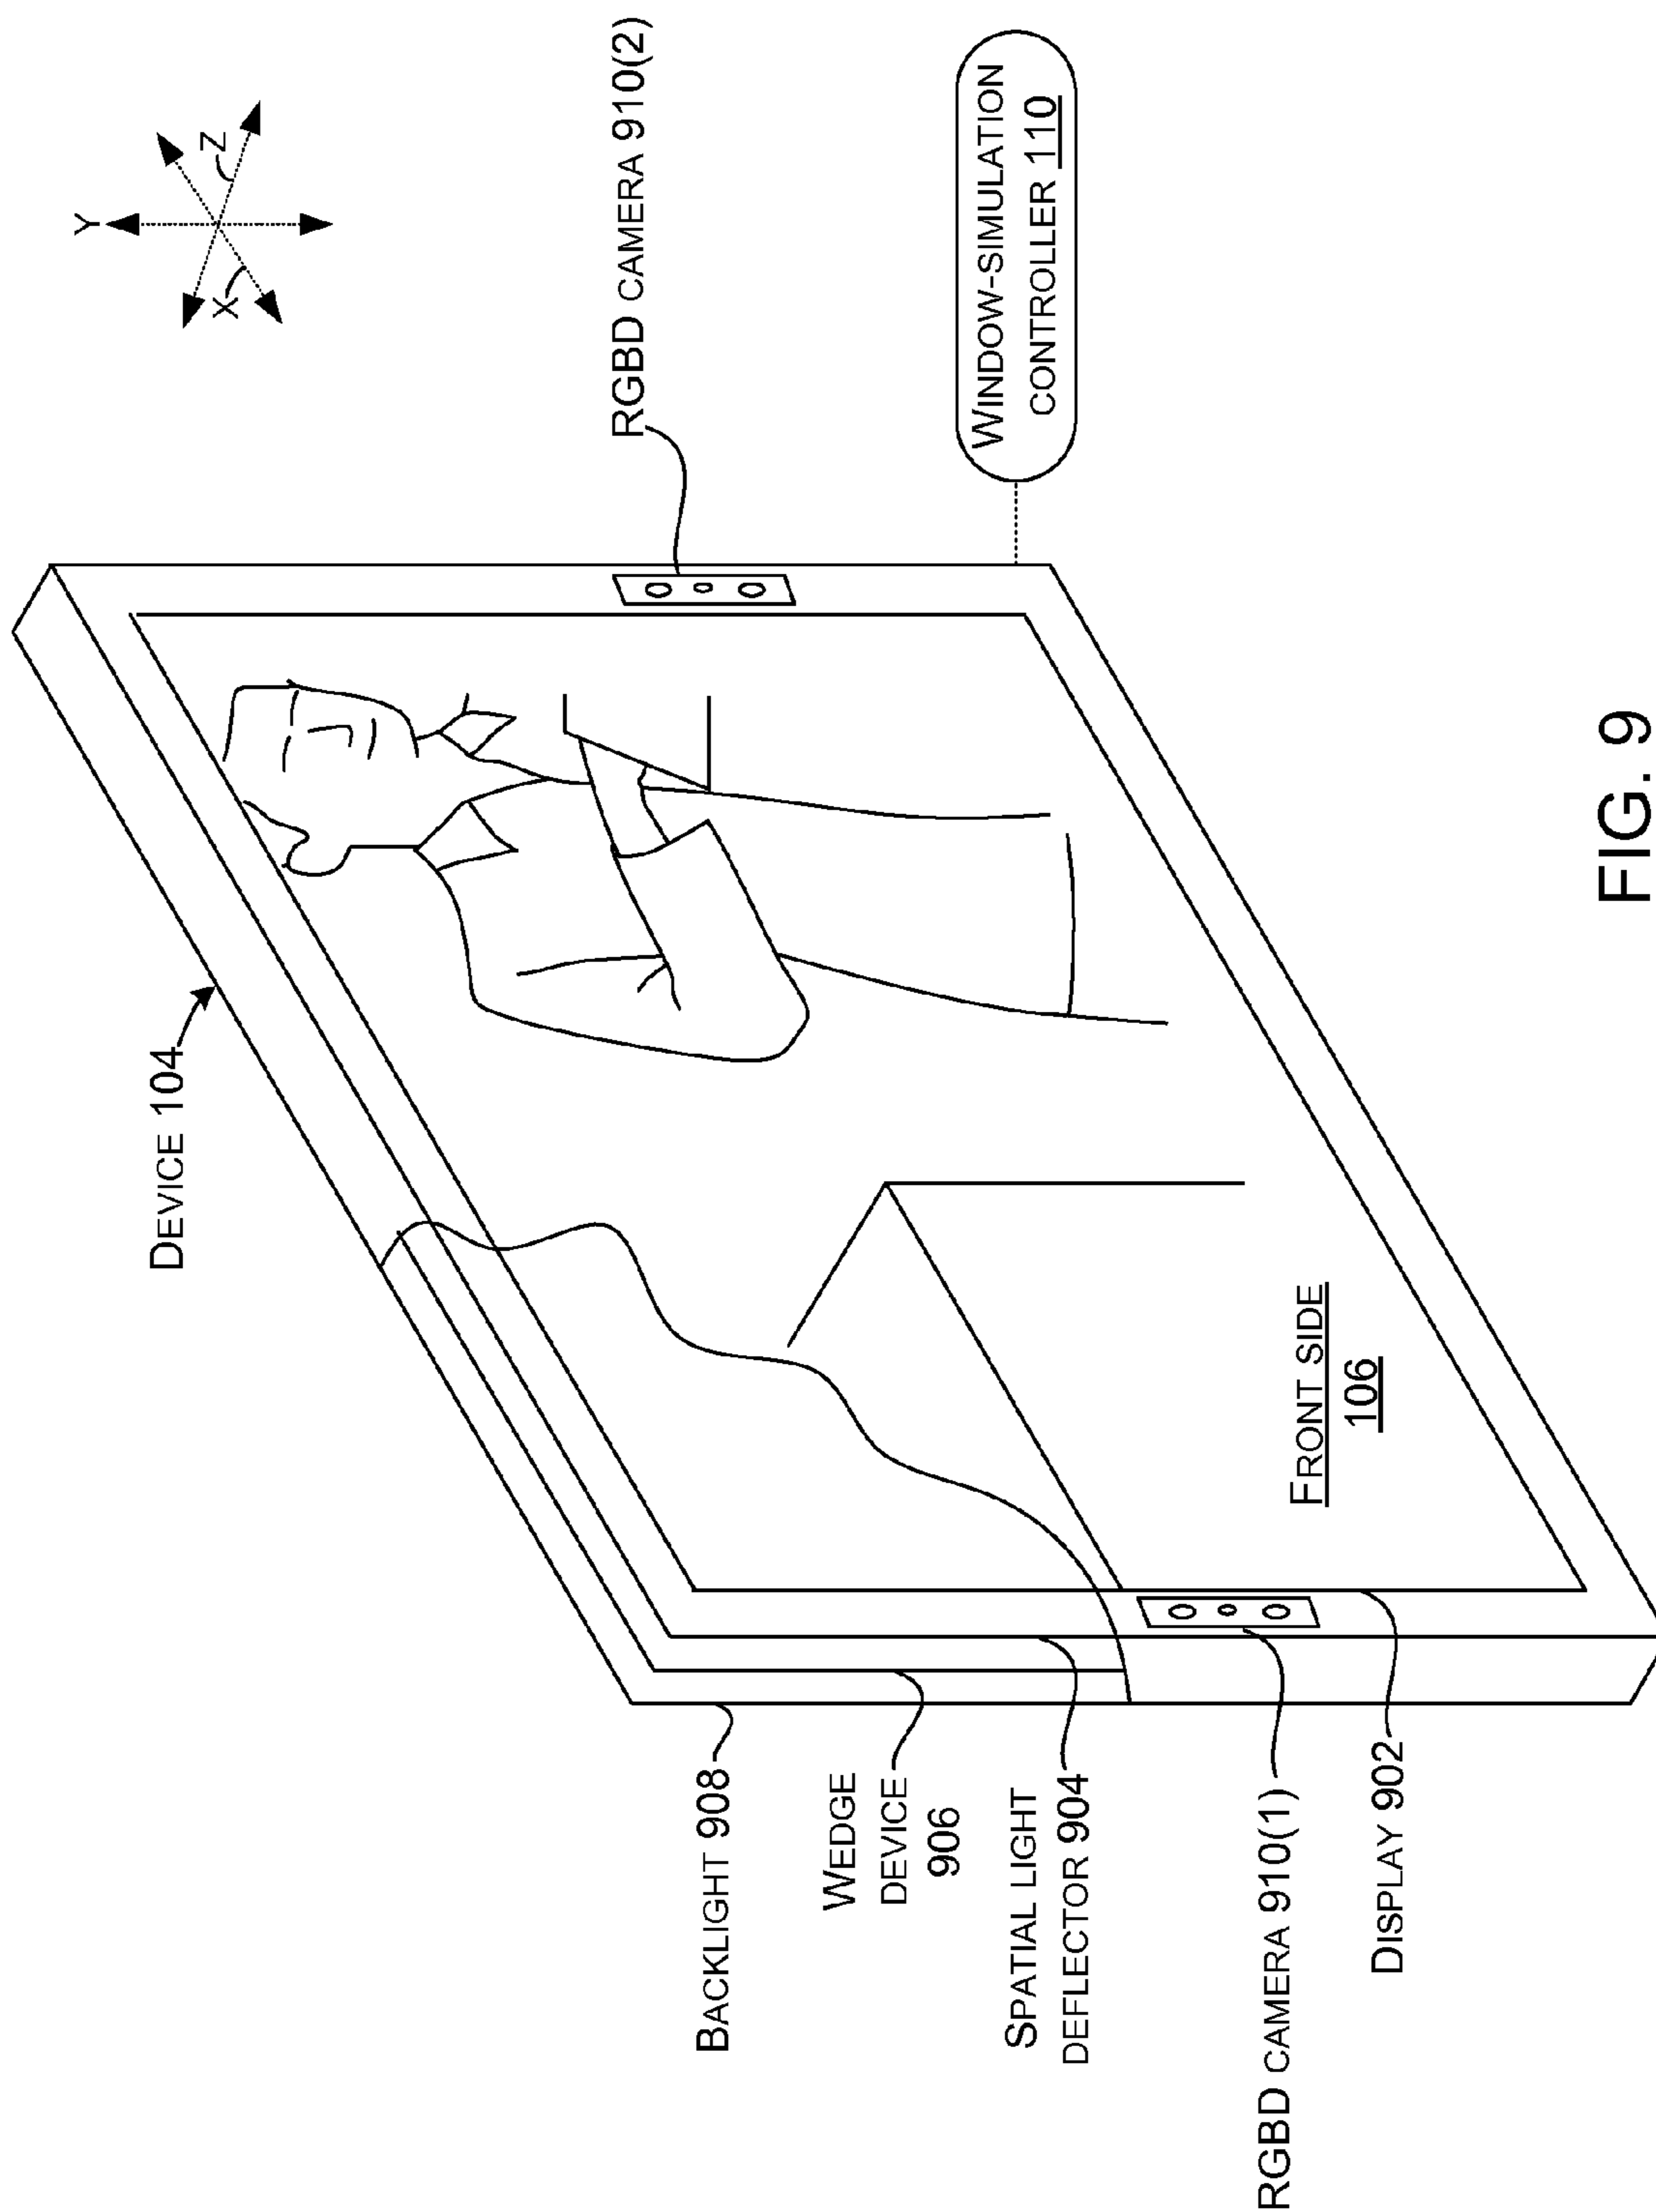 DEVICE 104
Y
X
Z
BACKLIGHT 908
WEDGE
DEVICE
906
SPATIAL LIGHT
DEFLECTOR 904
RGBD CAMERA 910(1)
DISPLAY 902
FRONT SIDE
106
RGBD CAMERA 910(2)
WINDOW-SIMULATION
CONTROLLER 110
FIG. 9